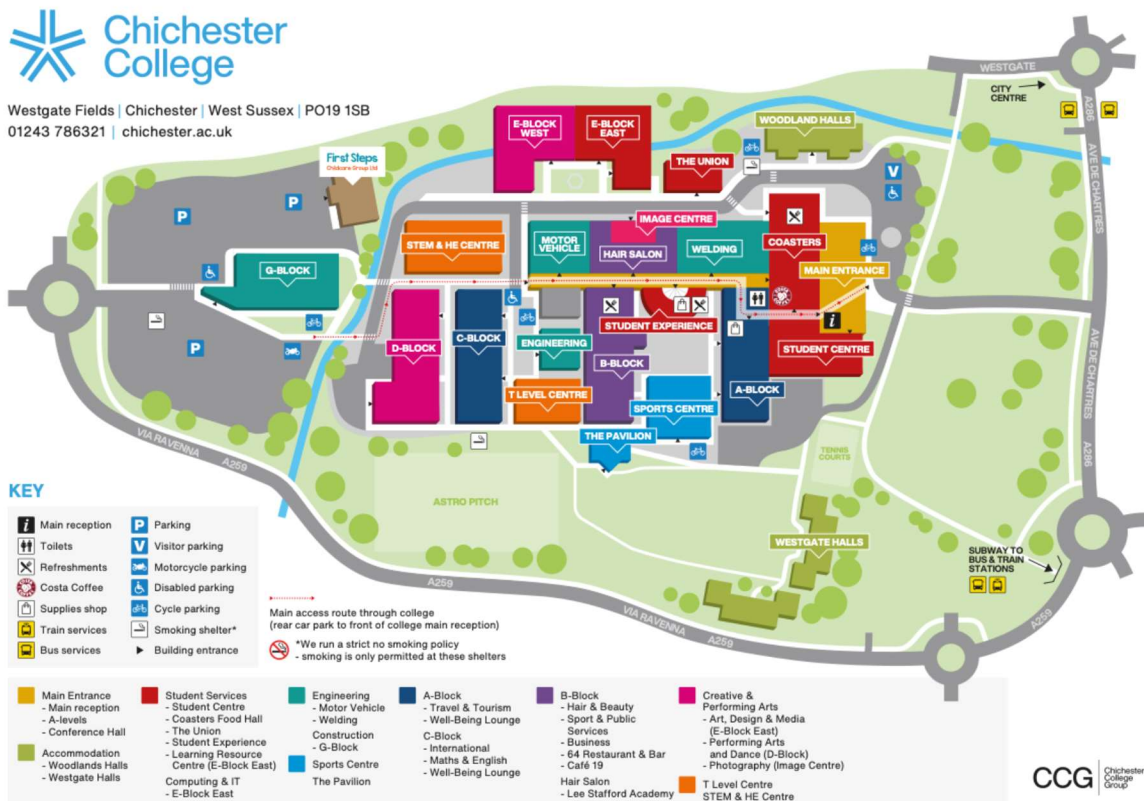 Chichester
College
Westgate Fields | Chichester | West Sussex | PO19 1SB
01243 786321 | chichester.ac.uk
WESTGATE
CITY
CENTRE
A286
AVE DE CHARTRES
First Steps
Childcare Group Ltd
E-BLOCK
WEST
E-BLOCK
EAST
WOODLAND HALLS
THE UNION
P
P
V
STEM & HE CENTRE
MOTOR
VEHICLE
IMAGE CENTRE
HAIR SALON
WELDING
COASTERS
MAIN ENTRANCE
G-BLOCK
COSTA COFFEE
i
P
D-BLOCK
C-BLOCK
ENGINEERING
STUDENT EXPERIENCE
B-BLOCK
STUDENT CENTRE
A-BLOCK
T LEVEL CENTRE
SPORTS CENTRE
THE PAVILION
AVE DE CHARTRES
A286
VIA RAVENNA
A259
TENNIS
COURTS
ASTRO PITCH
WESTGATE HALLS
SUBWAY TO
BUS & TRAIN
STATIONS
A259
VIA RAVENNA
A259
A259
KEY
i Main reception
Toilets
Refreshments
Costa Coffee
Supplies shop
Train services
Bus services
P Parking
V Visitor parking
Motorcycle parking
Disabled parking
Cycle parking
Smoking shelter*
Building entrance
Main access route through college
(rear car park to front of college main reception)
*We run a strict no smoking policy
- smoking is only permitted at these shelters
Main Entrance
- Main reception
- A-levels
- Conference Hall
Accommodation
- Woodlands Halls
- Westgate Halls
Student Services
- Student Centre
- Coasters Food Hall
- The Union
- Student Experience
- Learning Resource
Centre (E-Block East)
Computing & IT
- E-Block East
Engineering
- Motor Vehicle
- Welding
Construction
- G-Block
Sports Centre
The Pavilion
A-Block
- Travel & Tourism
- Well-Being Lounge
C-Block
- International
- Maths & English
- Well-Being Lounge
B-Block
- Hair & Beauty
- Sport & Public
Services
- Business
- 64 Restaurant & Bar
- Café 19
Hair Salon
- Lee Stafford Academy
Creative &
Performing Arts
- Art, Design & Media
(E-Block East)
- Performing Arts
and Dance (D-Block)
- Photography (Image Centre)
T Level Centre
STEM & HE Centre
CCG
Chichester
College
Group